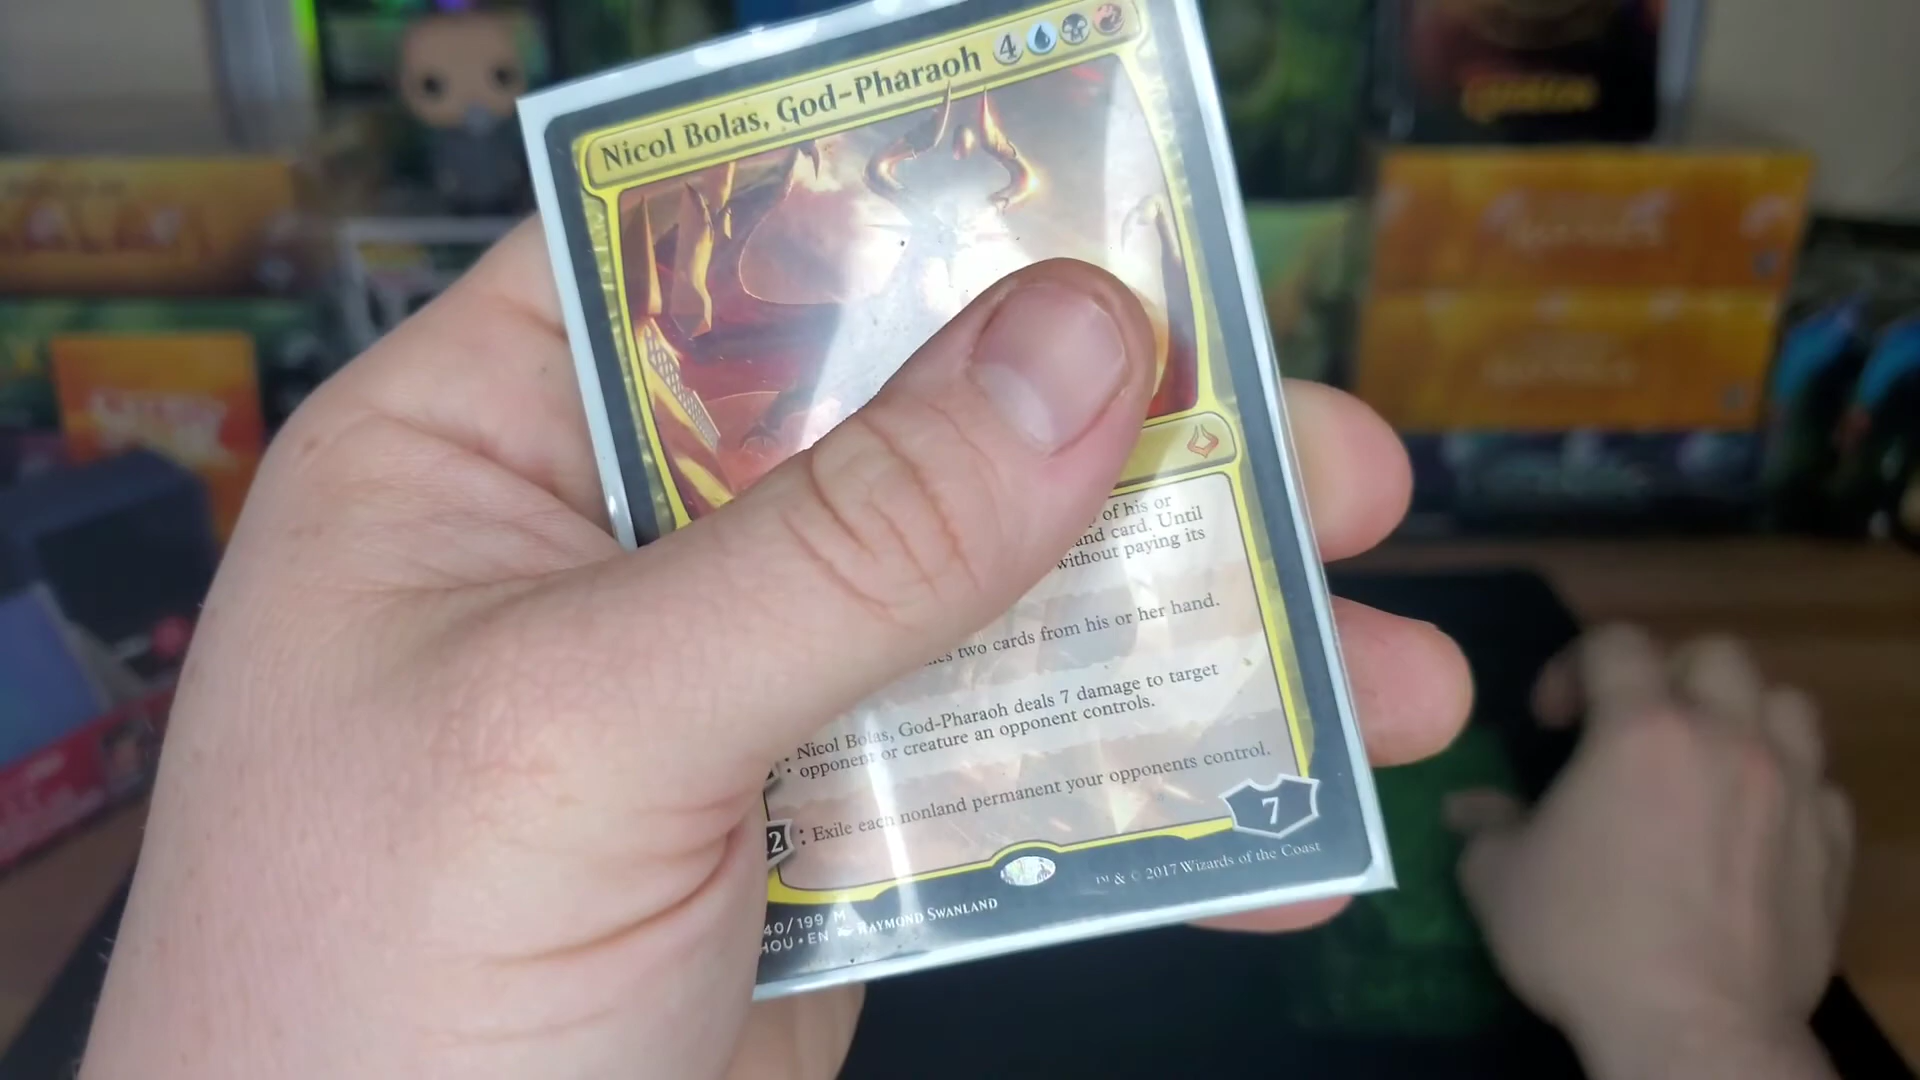 Nicol Bolas, God-Pharaoh 4
of his or
and card. Until
without paying its
two cards from his or her hand.
: Nicol Bolas, God-Pharaoh deals 7 damage to target
: opponent or creature an opponent controls.
2 : Exile each nonland permanent your opponents control.
7
™ & © 2017 Wizards of the Coast
40/199 M
HOU • EN RAYMOND SWANLAND